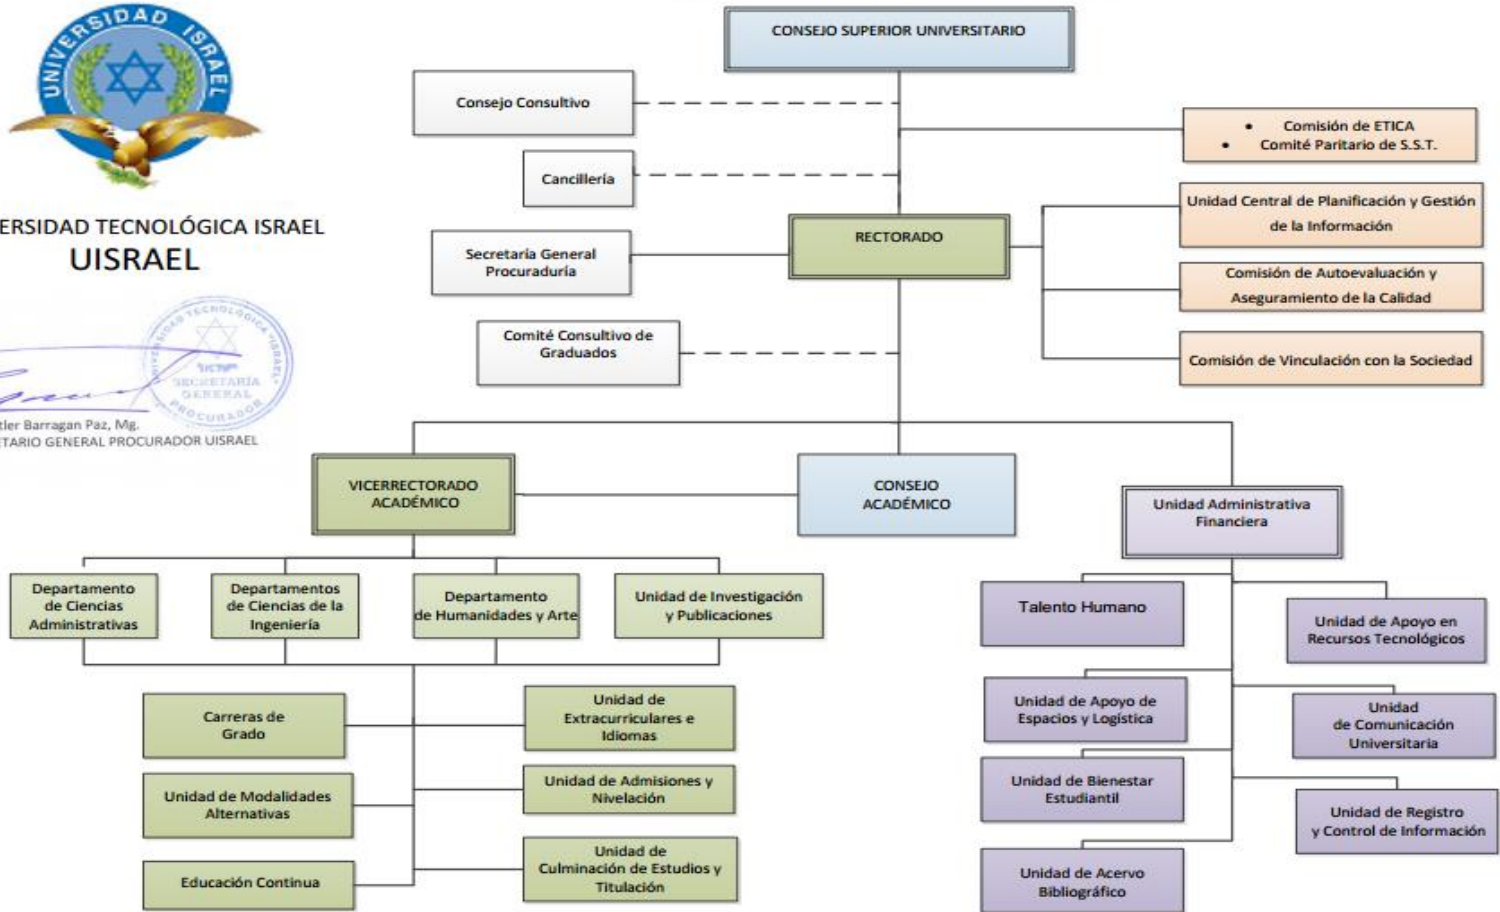 UNIVERSIDAD ISRAEL
ERSIDAD TECNOLÓGICA ISRAEL
UISRAEL
UNIVERSIDAD TECNOLÓGICA "ISRAEL"
SECRETARÍA
GENERAL
PROCURADOR
tler Barragan Paz, Mg.
ETARIO GENERAL PROCURADOR UISRAEL
CONSEJO SUPERIOR UNIVERSITARIO
Consejo Consultivo
• Comisión de ETICA
• Comité Paritario de S.S.T.
Cancillería
Unidad Central de Planificación y Gestión
de la Información
RECTORADO
Secretaría General
Procuraduría
Comisión de Autoevaluación y
Aseguramiento de la Calidad
Comité Consultivo de
Graduados
Comisión de Vinculación con la Sociedad
VICERRECTORADO
ACADÉMICO
CONSEJO
ACADÉMICO
Unidad Administrativa
Financiera
Departamento
de Ciencias
Administrativas
Departamentos
de Ciencias de la
Ingeniería
Departamento
de Humanidades y Arte
Unidad de Investigación
y Publicaciones
Talento Humano
Unidad de Apoyo en
Recursos Tecnológicos
Carreras de
Grado
Unidad de
Extracurriculares e
Idiomas
Unidad de Apoyo de
Espacios y Logística
Unidad
de Comunicación
Universitaria
Unidad de Modalidades
Alternativas
Unidad de Admisiones y
Nivelación
Unidad de Bienestar
Estudiantil
Unidad de Registro
y Control de Información
Educación Continua
Unidad de
Culminación de Estudios y
Titulación
Unidad de Acervo
Bibliográfico